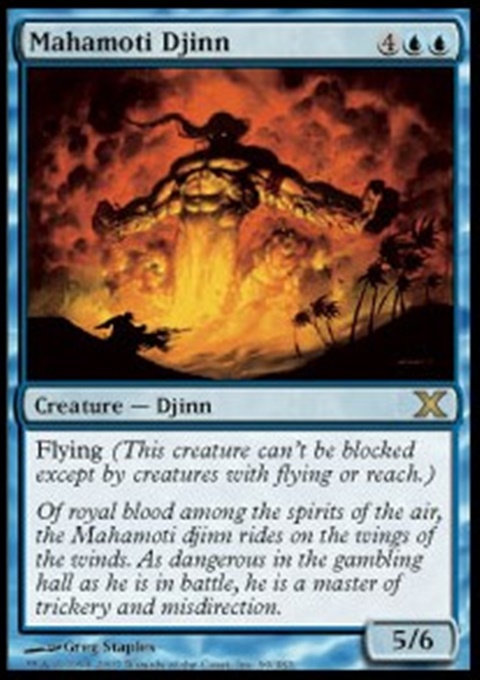 Mahamoti Djinn
4
Creature — Djinn
X
Flying (This creature can't be blocked
except by creatures with flying or reach.)
Of royal blood among the spirits of the air,
the Mahamoti djinn rides on the wings of
the winds. As dangerous in the gambling
hall as he is in battle, he is a master of
trickery and misdirection.
5/6
Greg Staples